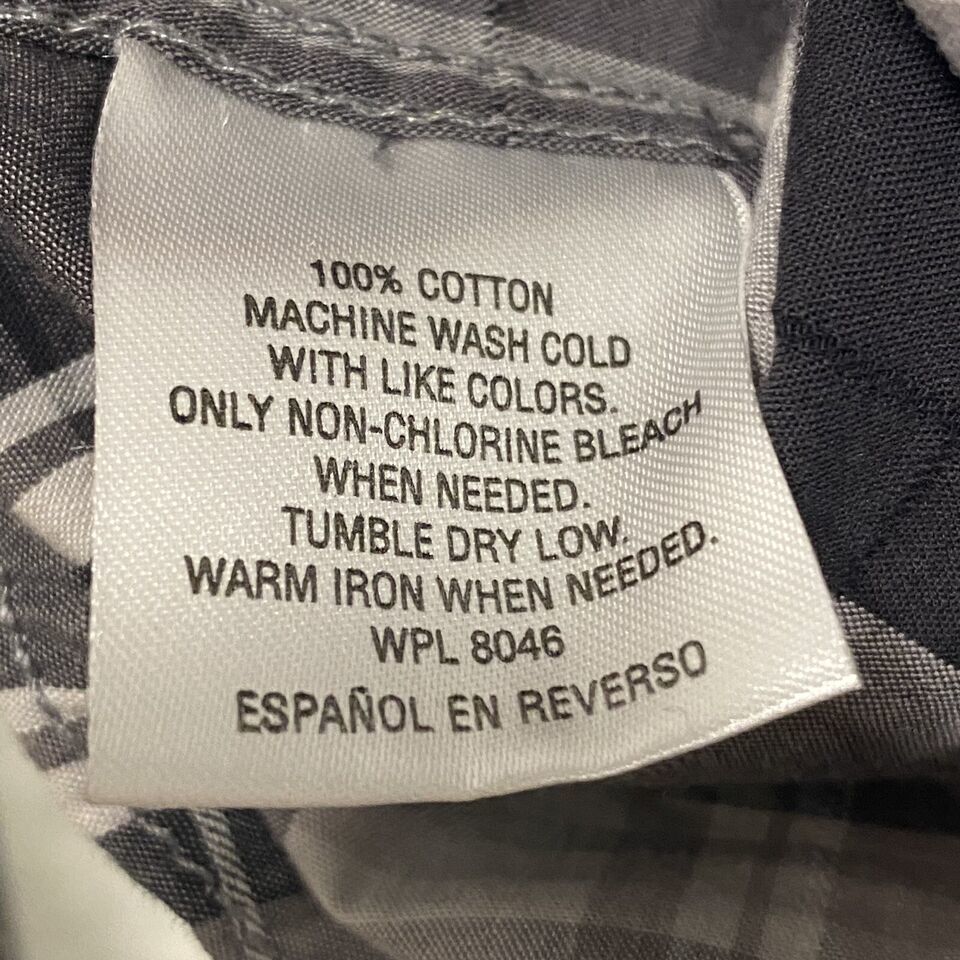 100% COTTON
MACHINE WASH COLD
WITH LIKE COLORS.
ONLY NON-CHLORINE BLEACH
WHEN NEEDED.
TUMBLE DRY LOW.
WARM IRON WHEN NEEDED.
WPL 8046
ESPAÑOL EN REVERSO